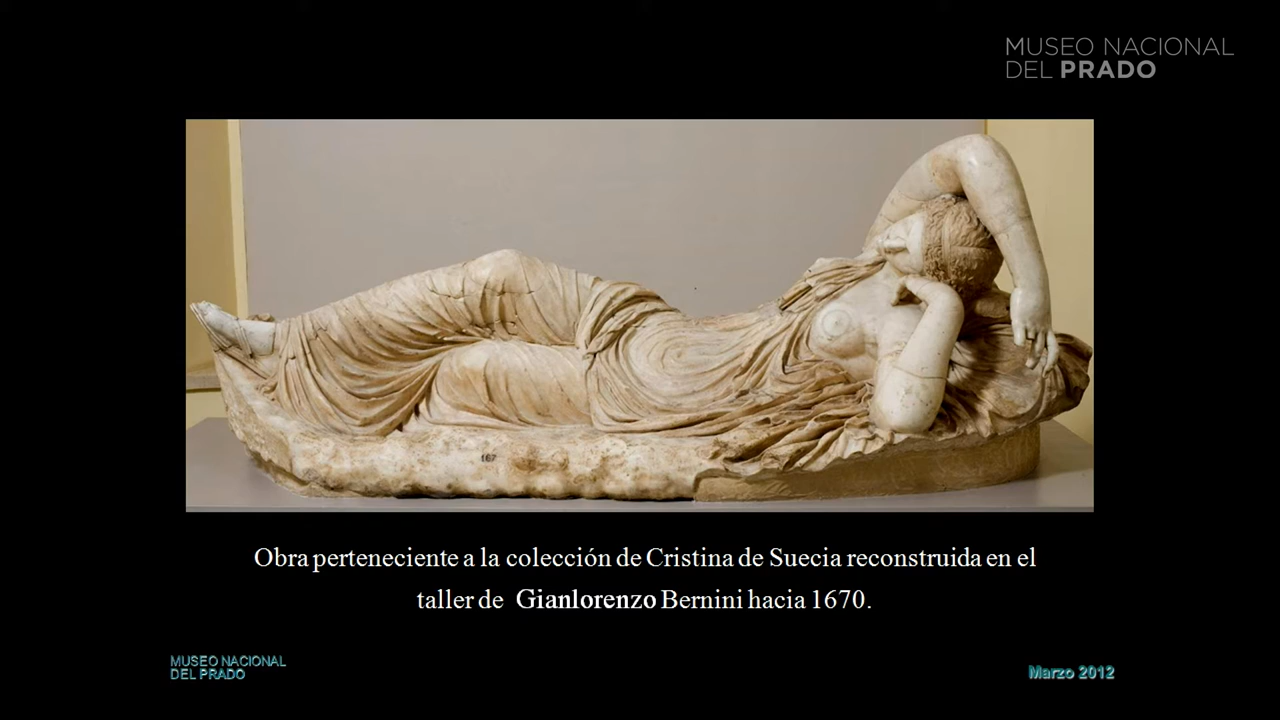 MUSEO NACIONAL
DEL PRADO
167
Obra perteneciente a la colección de Cristina de Suecia reconstruida en el
taller de Gianlorenzo Bernini hacia 1670.
MUSEO NACIONAL
DEL PRADO
Marzo 2012